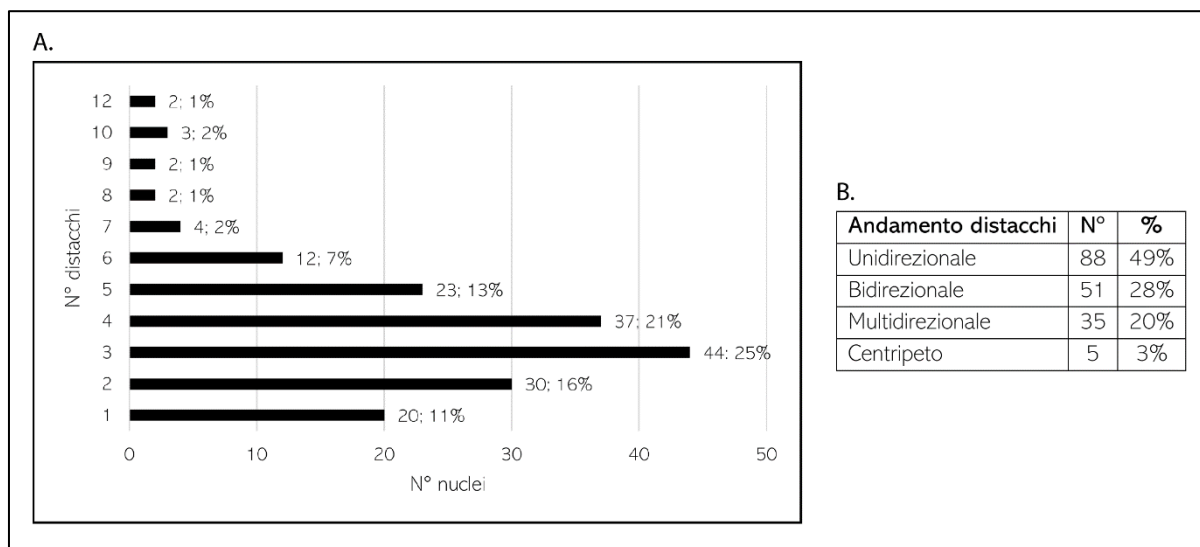 A.
N° distacchi
12 2; 1%
10 3; 2%
9 2; 1%
8 2; 1%
7 4; 2%
6 12; 7%
5 23; 13%
4 37; 21%
3 44: 25%
2 30; 16%
1 20; 11%
0 10 20 30 40 50
N° nuclei
B.
Andamento distacchi N° %
Unidirezionale 88 49%
Bidirezionale 51 28%
Multidirezionale 35 20%
Centripeto 5 3%